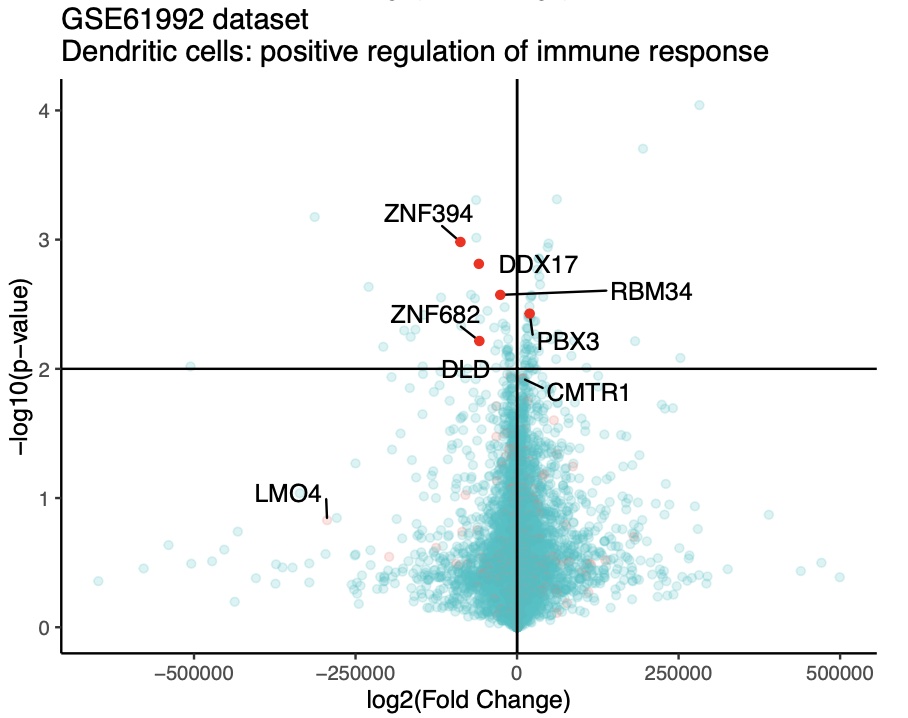 GSE61992 dataset
Dendritic cells: positive regulation of immune response
4
3
2
1
0
−log10(p−value)
ZNF394
DDX17
RBM34
ZNF682
PBX3
DLD
CMTR1
LMO4
−500000
−250000
0
250000
500000
log2(Fold Change)